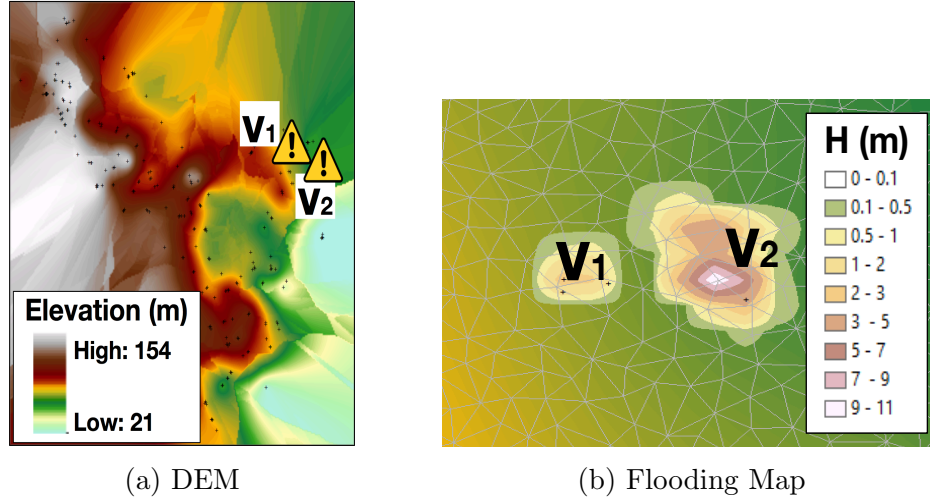 V1
V2
Elevation (m)
High: 154
Low: 21
(a) DEM
V1
V2
H (m)
0 - 0.1
0.1 - 0.5
0.5 - 1
1 - 2
2 - 3
3 - 5
5 - 7
7 - 9
9 - 11
(b) Flooding Map